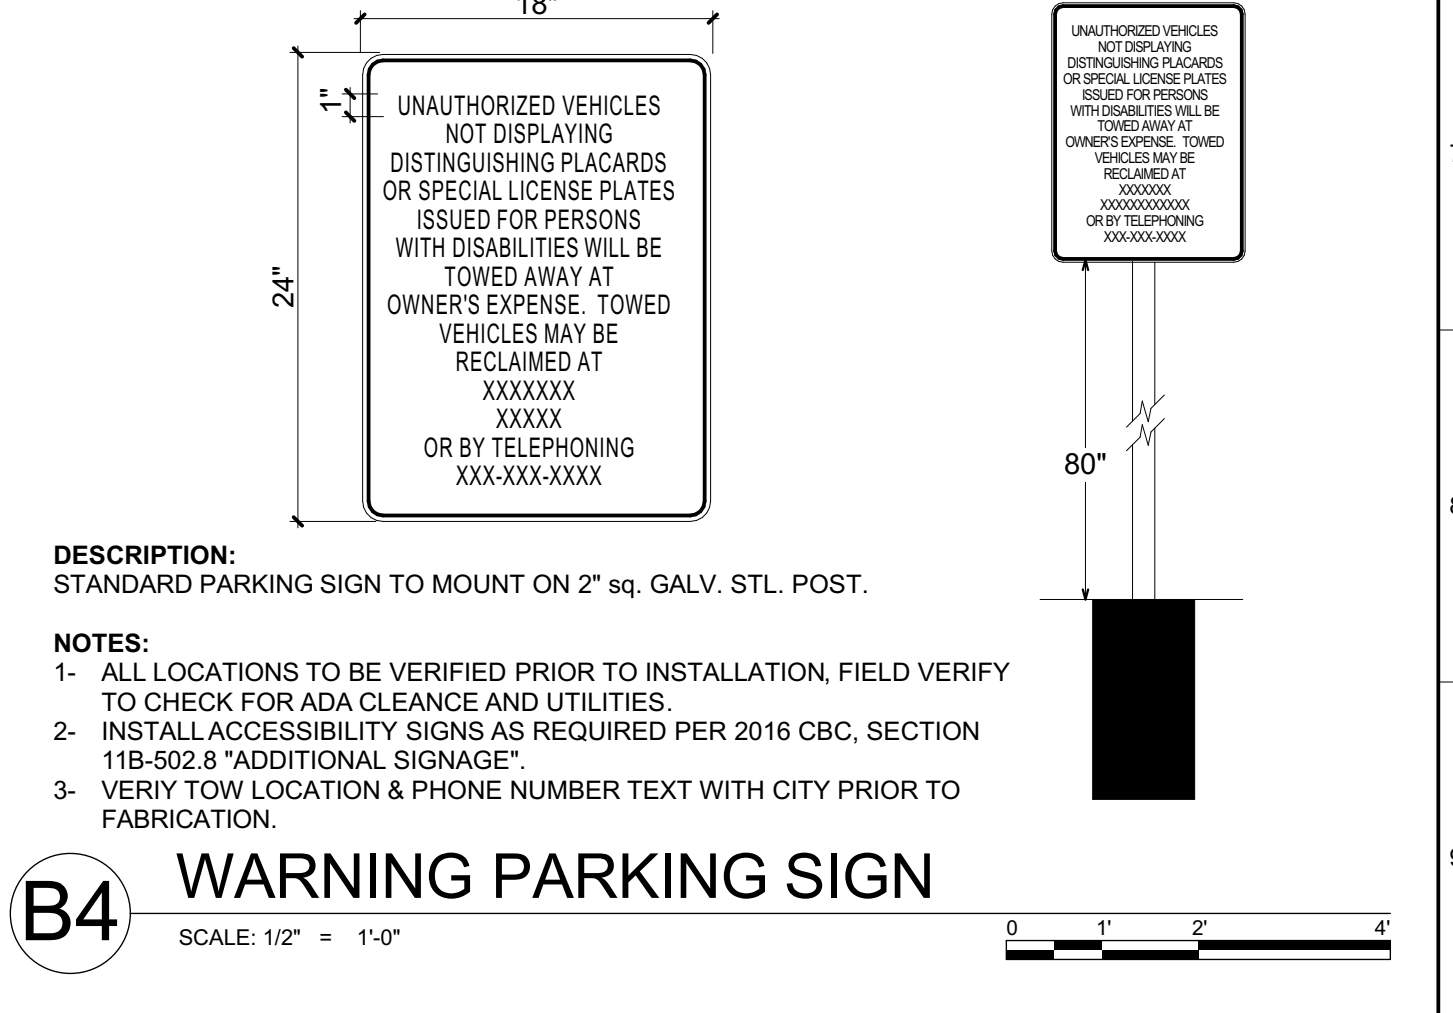 18"
1"
24"
UNAUTHORIZED VEHICLES
NOT DISPLAYING
DISTINGUISHING PLACARDS
OR SPECIAL LICENSE PLATES
ISSUED FOR PERSONS
WITH DISABILITIES WILL BE
TOWED AWAY AT
OWNER'S EXPENSE.  TOWED
VEHICLES MAY BE
RECLAIMED AT
XXXXXXX
XXXXX
OR BY TELEPHONING
XXX-XXX-XXXX
UNAUTHORIZED VEHICLES
NOT DISPLAYING
DISTINGUISHING PLACARDS
OR SPECIAL LICENSE PLATES
ISSUED FOR PERSONS
WITH DISABILITIES WILL BE
TOWED AWAY AT
OWNER'S EXPENSE.  TOWED
VEHICLES MAY BE
RECLAIMED AT
XXXXXXX
XXXXXXXXXXXX
OR BY TELEPHONING
XXX-XXX-XXXX
80"
DESCRIPTION:
STANDARD PARKING SIGN TO MOUNT ON 2" sq. GALV. STL. POST.
NOTES:
1- ALL LOCATIONS TO BE VERIFIED PRIOR TO INSTALLATION, FIELD VERIFY
TO CHECK FOR ADA CLEANCE AND UTILITIES.
2- INSTALL ACCESSIBILITY SIGNS AS REQUIRED PER 2016 CBC, SECTION
11B-502.8 "ADDITIONAL SIGNAGE".
3- VERIY TOW LOCATION & PHONE NUMBER TEXT WITH CITY PRIOR TO
FABRICATION.
B4
WARNING PARKING SIGN
SCALE: 1/2" = 1'-0"
0 1' 2' 4'